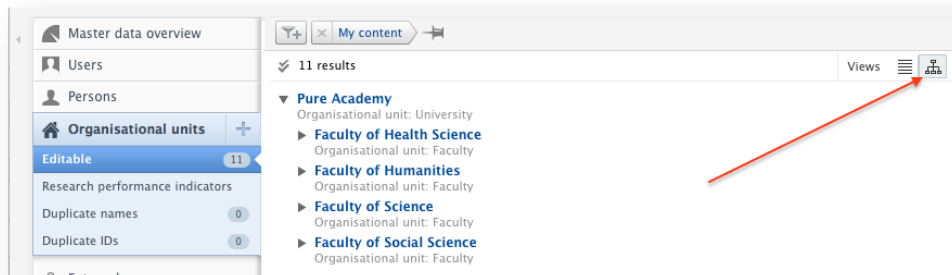 Master data overview
Users
Persons
Organisational units
Editable 11
Research performance indicators
Duplicate names 0
Duplicate IDs 0
My content
11 results
Views
Pure Academy
Organisational unit: University
Faculty of Health Science
Organisational unit: Faculty
Faculty of Humanities
Organisational unit: Faculty
Faculty of Science
Organisational unit: Faculty
Faculty of Social Science
Organisational unit: Faculty